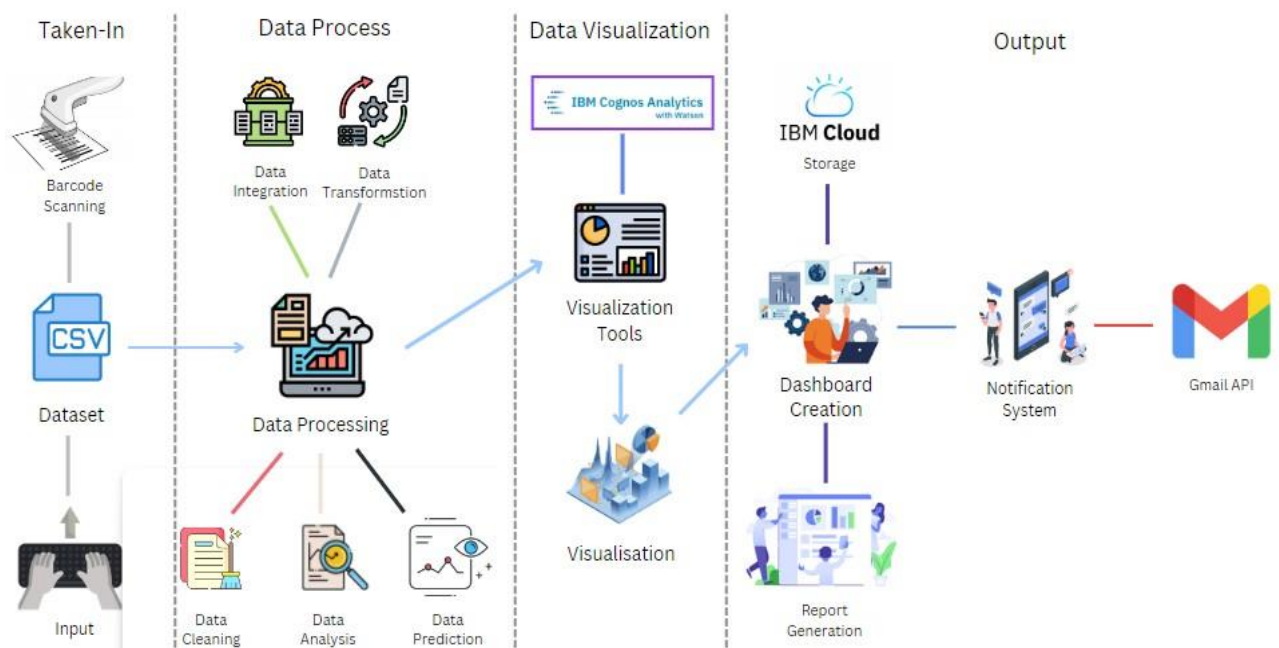 Taken-In
Data Process
Data Visualization
Output
Barcode
Scanning
CSV
Dataset
Input
Data
Integration
Data
Transformstion
Data Processing
Data
Cleaning
Data
Analysis
Data
Prediction
IBM Cognos Analytics
with Watson
Visualization
Tools
Visualisation
IBM Cloud
Storage
Dashboard
Creation
Report
Generation
Notification
System
Gmail API